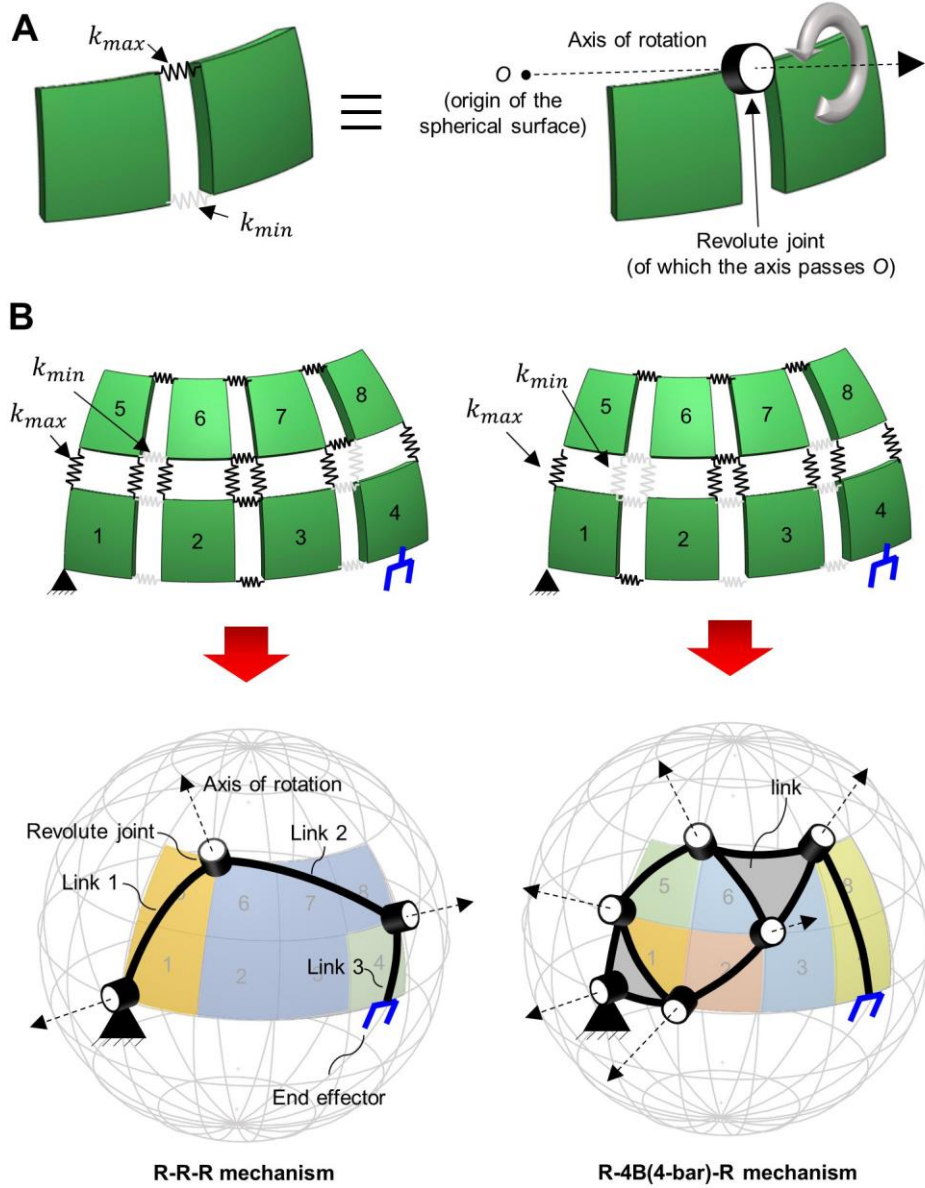 A
k_max
k_min
Axis of rotation
O
(origin of the
spherical surface)
Revolute joint
(of which the axis passes O)
B
k_min
k_max
5
6
7
8
1
2
3
4
k_min
k_max
5
6
7
8
1
2
3
4
Axis of rotation
Revolute joint
Link 1
Link 2
6
7
8
1
2
4
Link 3
End effector
R-R-R mechanism
link
5
6
8
1
3
R-4B(4-bar)-R mechanism